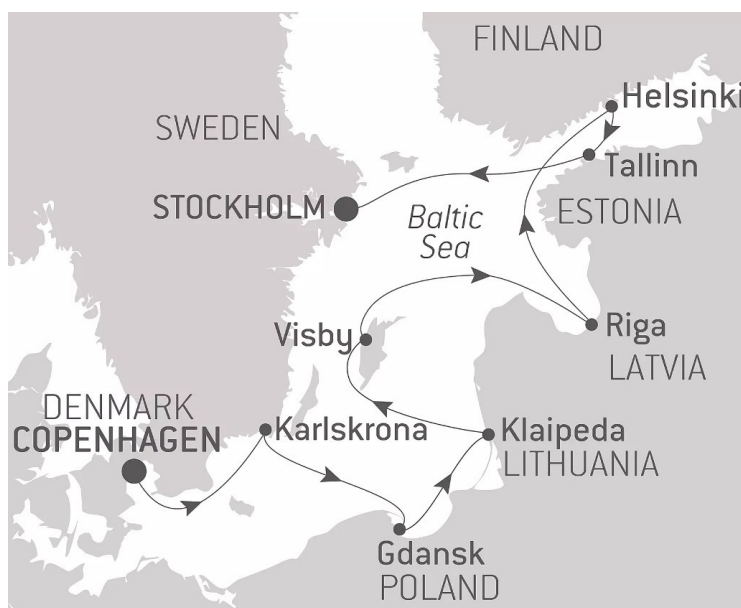 FINLAND
Helsinki
SWEDEN
Tallinn
STOCKHOLM
ESTONIA
Baltic
Sea
Visby
Riga
LATVIA
DENMARK
COPENHAGEN
Karlskrona
Klaipeda
LITHUANIA
Gdansk
POLAND